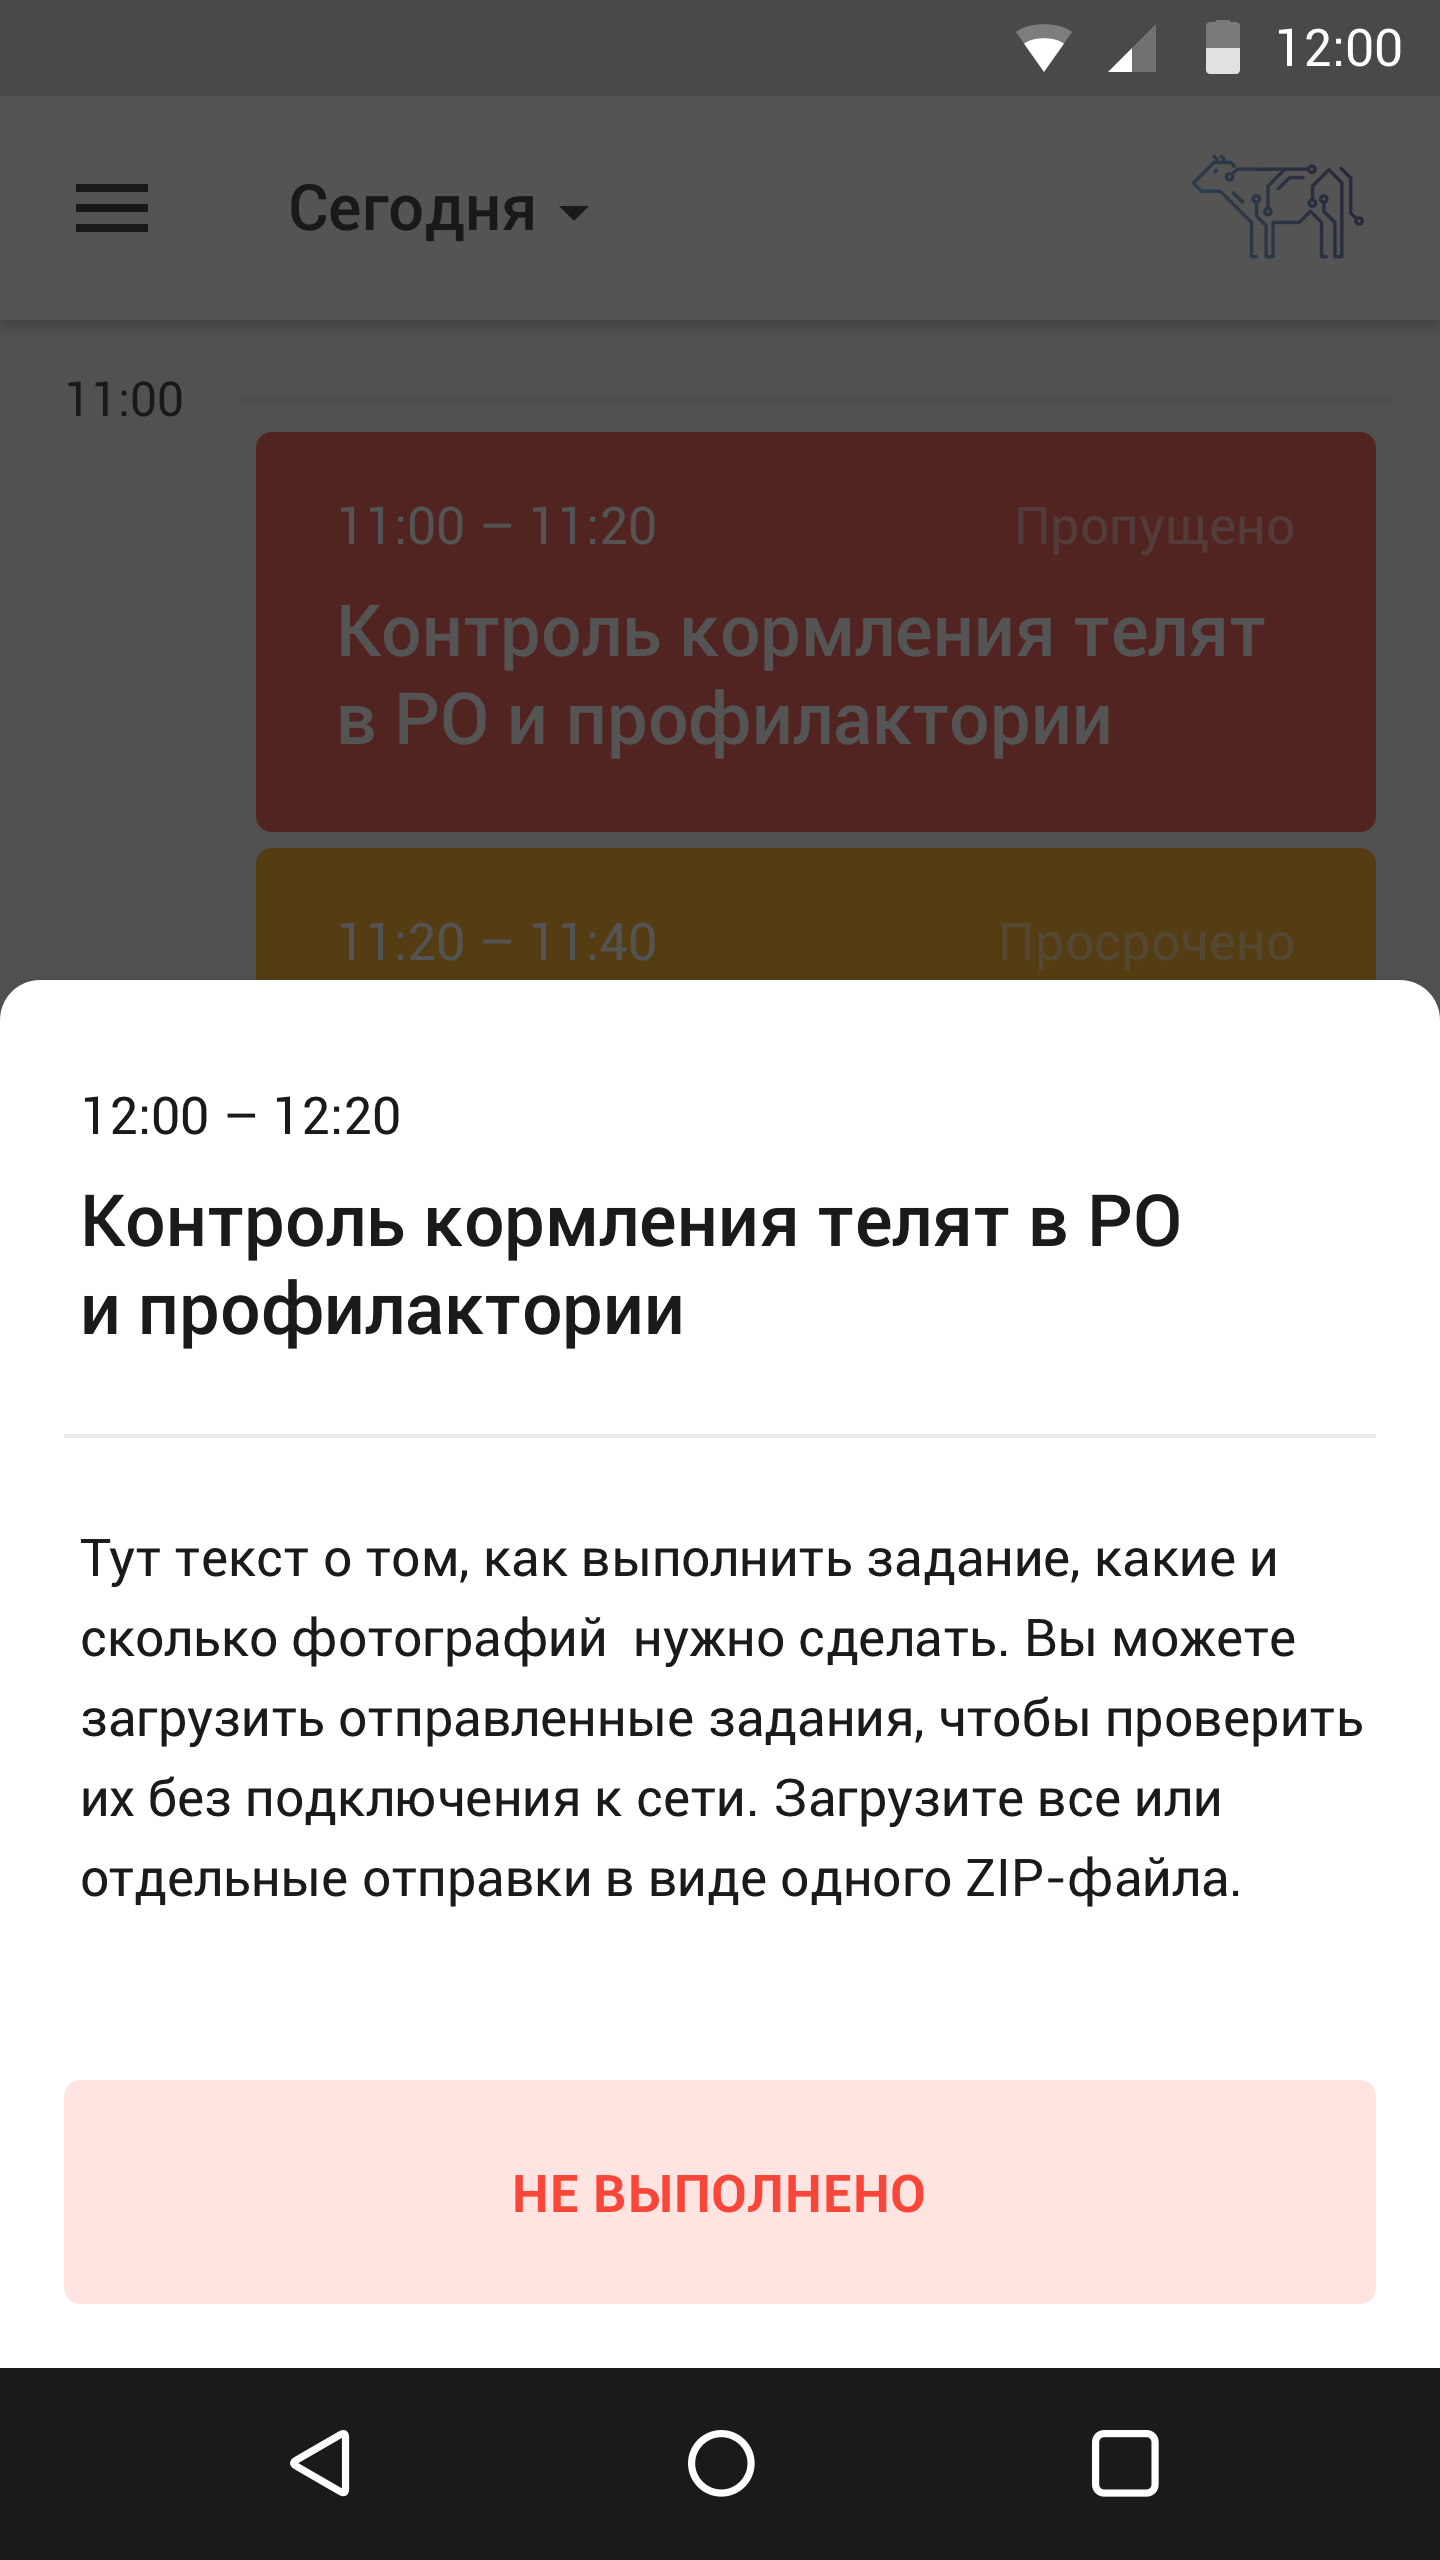 12:00
Сегодня
11:00
11:00 – 11:20 Пропущено
Контроль кормления телят
в РО и профилактории
11:20 – 11:40 Просрочено
12:00 – 12:20
Контроль кормления телят в РО
и профилактории
Тут текст о том, как выполнить задание, какие и
сколько фотографий  нужно сделать. Вы можете
загрузить отправленные задания, чтобы проверить
их без подключения к сети. Загрузите все или
отдельные отправки в виде одного ZIP-файла.
НЕ ВЫПОЛНЕНО